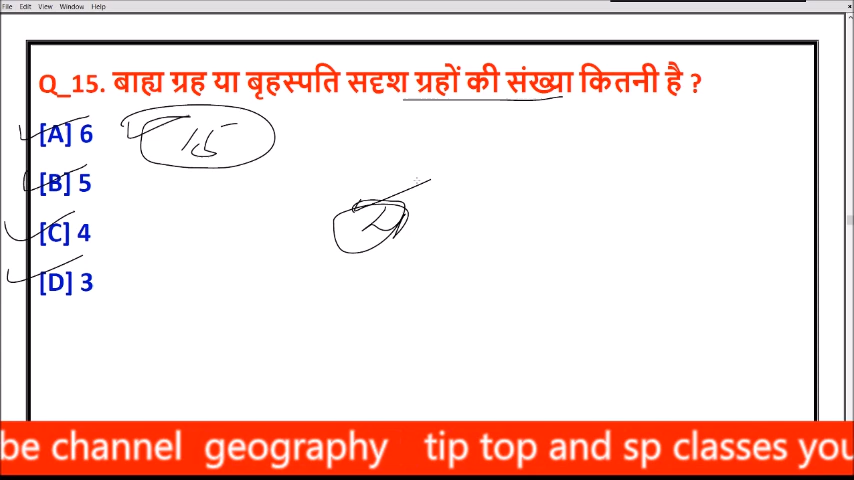 File Edit View Window Help
Q_15. बाह्य ग्रह या बृहस्पति सदृश ग्रहों की संख्या कितनी है ?
[A] 6
15
[B] 5
[C] 4
[D] 3
be channel geography tip top and sp classes you